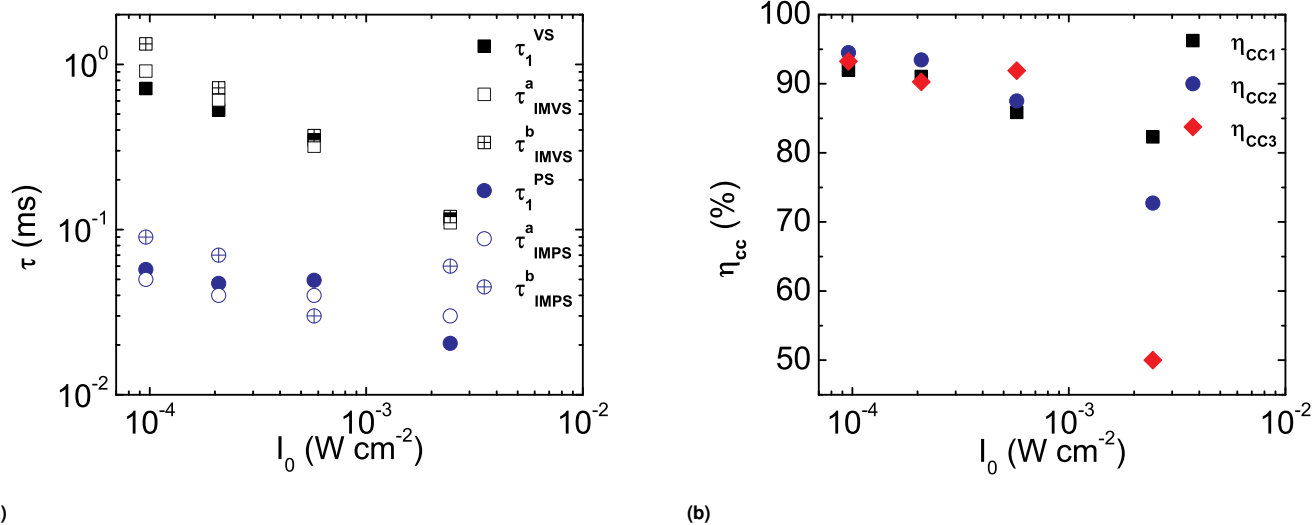 10⁰
10⁻¹
10⁻²
τ (ms)
10⁻⁴ 10⁻³ 10⁻²
I₀ (W cm⁻²)
τ₁^VS
τ^a_IMVS
τ^b_IMVS
τ₁^PS
τ^a_IMPS
τ^b_IMPS
)
100
90
80
70
60
50
η_cc (%)
10⁻⁴ 10⁻³ 10⁻²
I₀ (W cm⁻²)
η_CC1
η_CC2
η_CC3
(b)